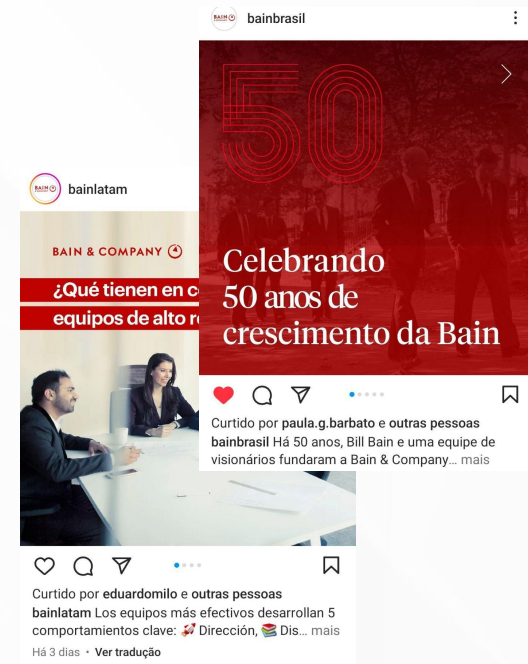 bainbrasil
50
Celebrando
50 anos de
crescimento da Bain
Curtido por paula.g.barbato e outras pessoas
bainbrasil Há 50 anos, Bill Bain e uma equipe de
visionários fundaram a Bain & Company... mais
bainlatam
BAIN & COMPANY
¿Qué tienen en c
equipos de alto r
Curtido por eduardomilo e outras pessoas
bainlatam Los equipos más efectivos desarrollan 5
comportamientos clave: 🚀 Dirección, 📚 Dis... mais
Há 3 dias • Ver tradução